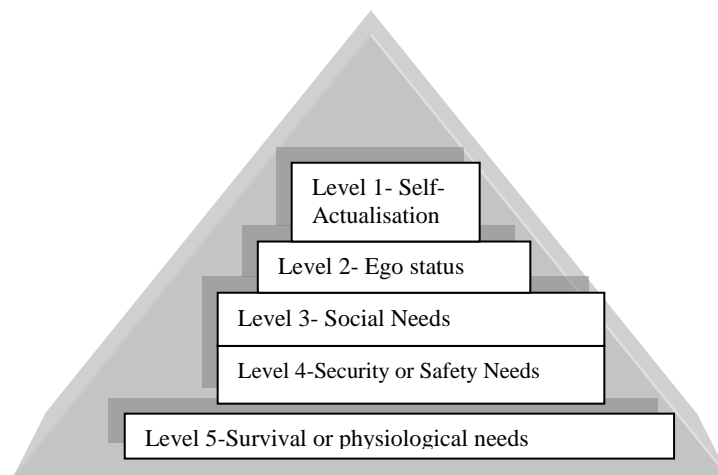 Level 1- Self-
Actualisation
Level 2- Ego status
Level 3- Social Needs
Level 4-Security or Safety Needs
Level 5-Survival or physiological needs